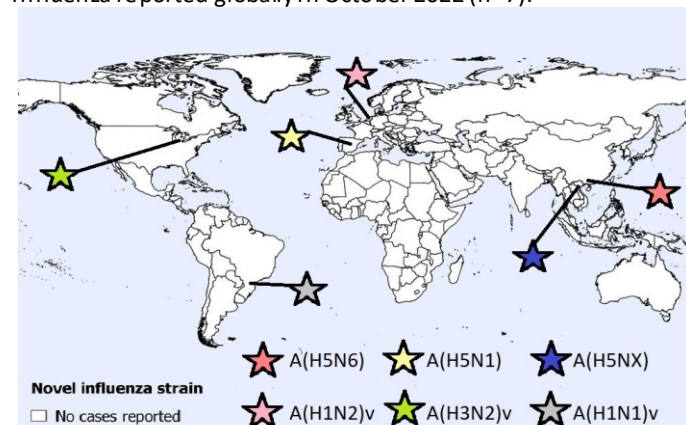 Influenza reported globally in October 2022 (n=7).
A(H5N6) A(H5N1) A(H5NX)
Novel influenza strain
No cases reported A(H1N2)v A(H3N2)v A(H1N1)v